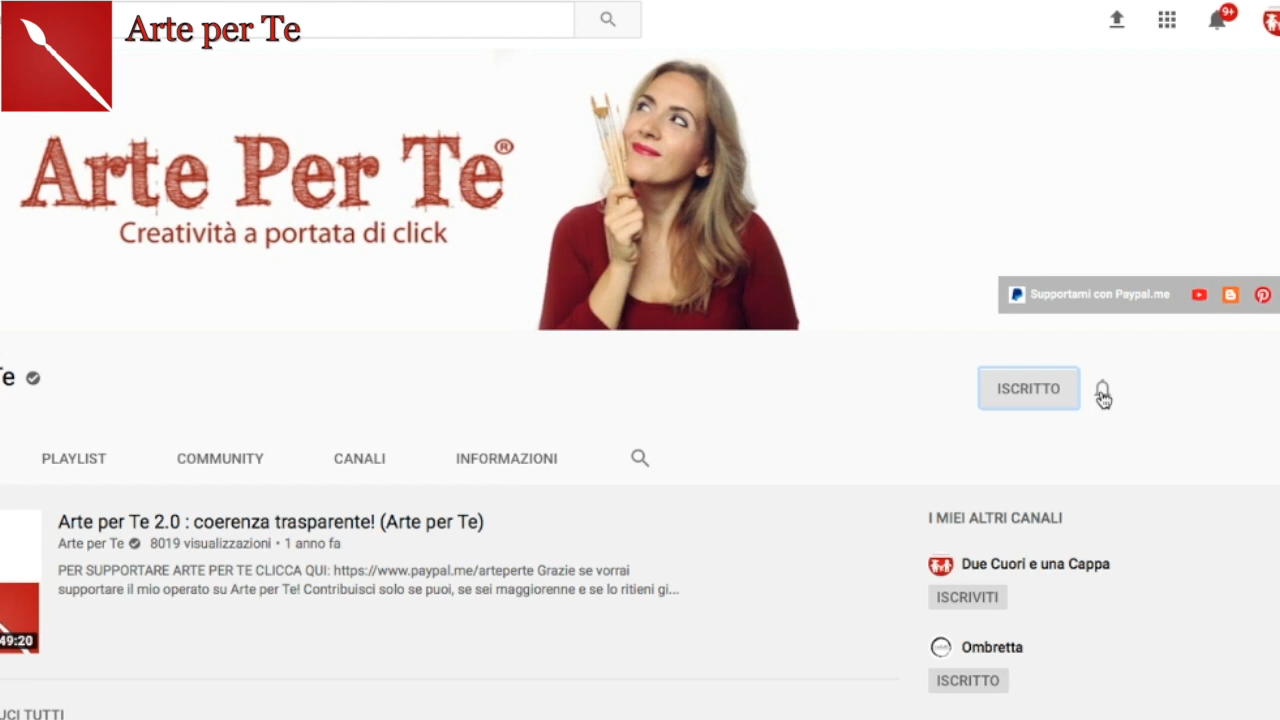 Arte per Te
9+
Arte Per Te®
Creatività a portata di click
Supportami con Paypal.me
Te
ISCRITTO
PLAYLIST
COMMUNITY
CANALI
INFORMAZIONI
Arte per Te 2.0 : coerenza trasparente! (Arte per Te)
Arte per Te 8019 visualizzazioni • 1 anno fa
PER SUPPORTARE ARTE PER TE CLICCA QUI: https://www.paypal.me/arteperte Grazie se vorrai
supportare il mio operato su Arte per Te! Contribuisci solo se puoi, se sei maggiorenne e se lo ritieni gi...
49:20
I MIEI ALTRI CANALI
Due Cuori e una Cappa
ISCRIVITI
Ombretta
ISCRITTO
UCI TUTTI